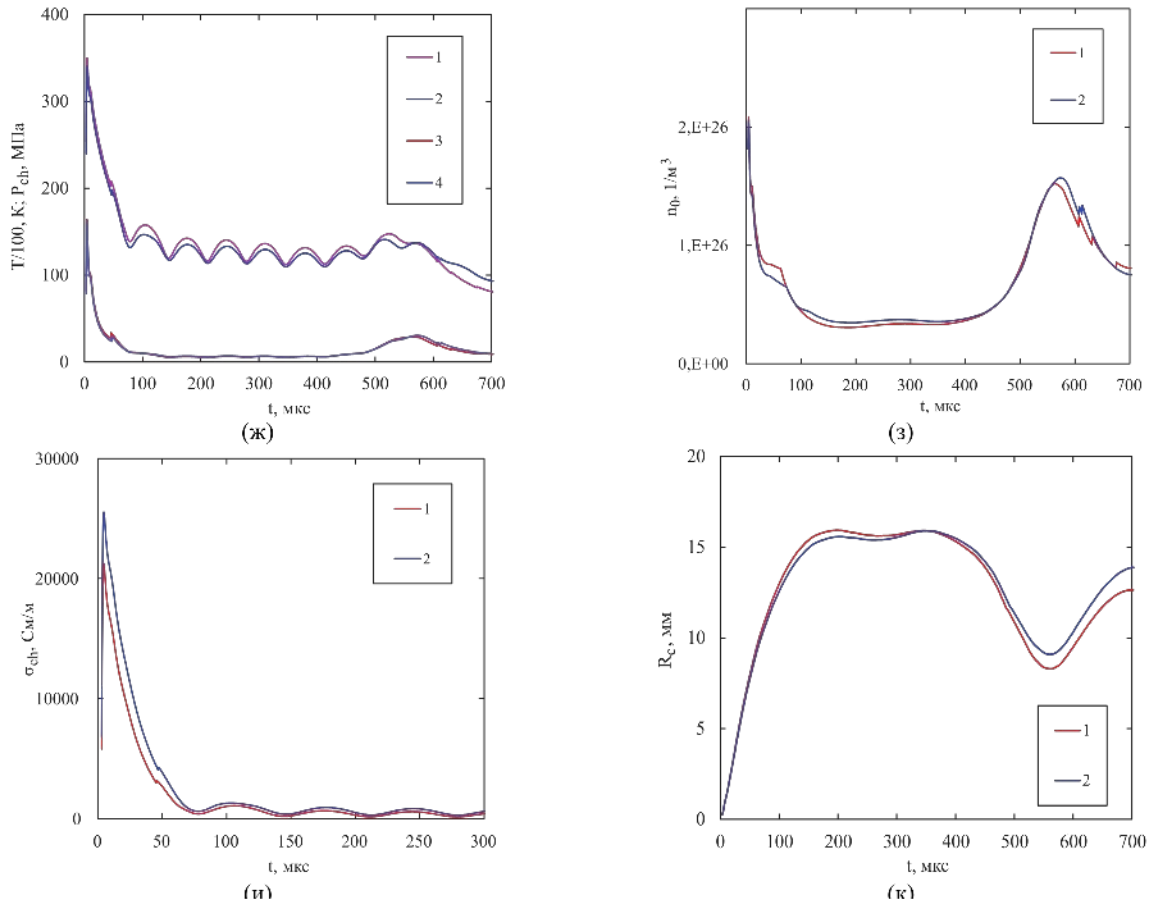 400
300
200
100
0
T/100, К; P_ch, МПа
1
2
3
4
0 100 200 300 400 500 600 700
t, мкс
(ж)
2,E+26
1,E+26
0,E+00
n₀, 1/м³
1
2
0 100 200 300 400 500 600 700
t, мкс
(з)
30000
20000
10000
0
σ_ch, См/м
1
2
0 50 100 150 200 250 300
t, мкс
(и)
20
15
10
5
0
R_c, мм
1
2
0 100 200 300 400 500 600 700
t, мкс
(к)